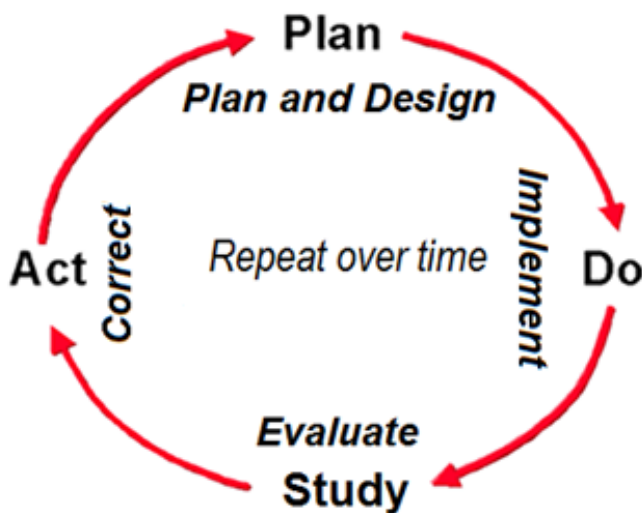 Plan
Plan and Design
Implement
Do
Repeat over time
Act
Correct
Evaluate
Study